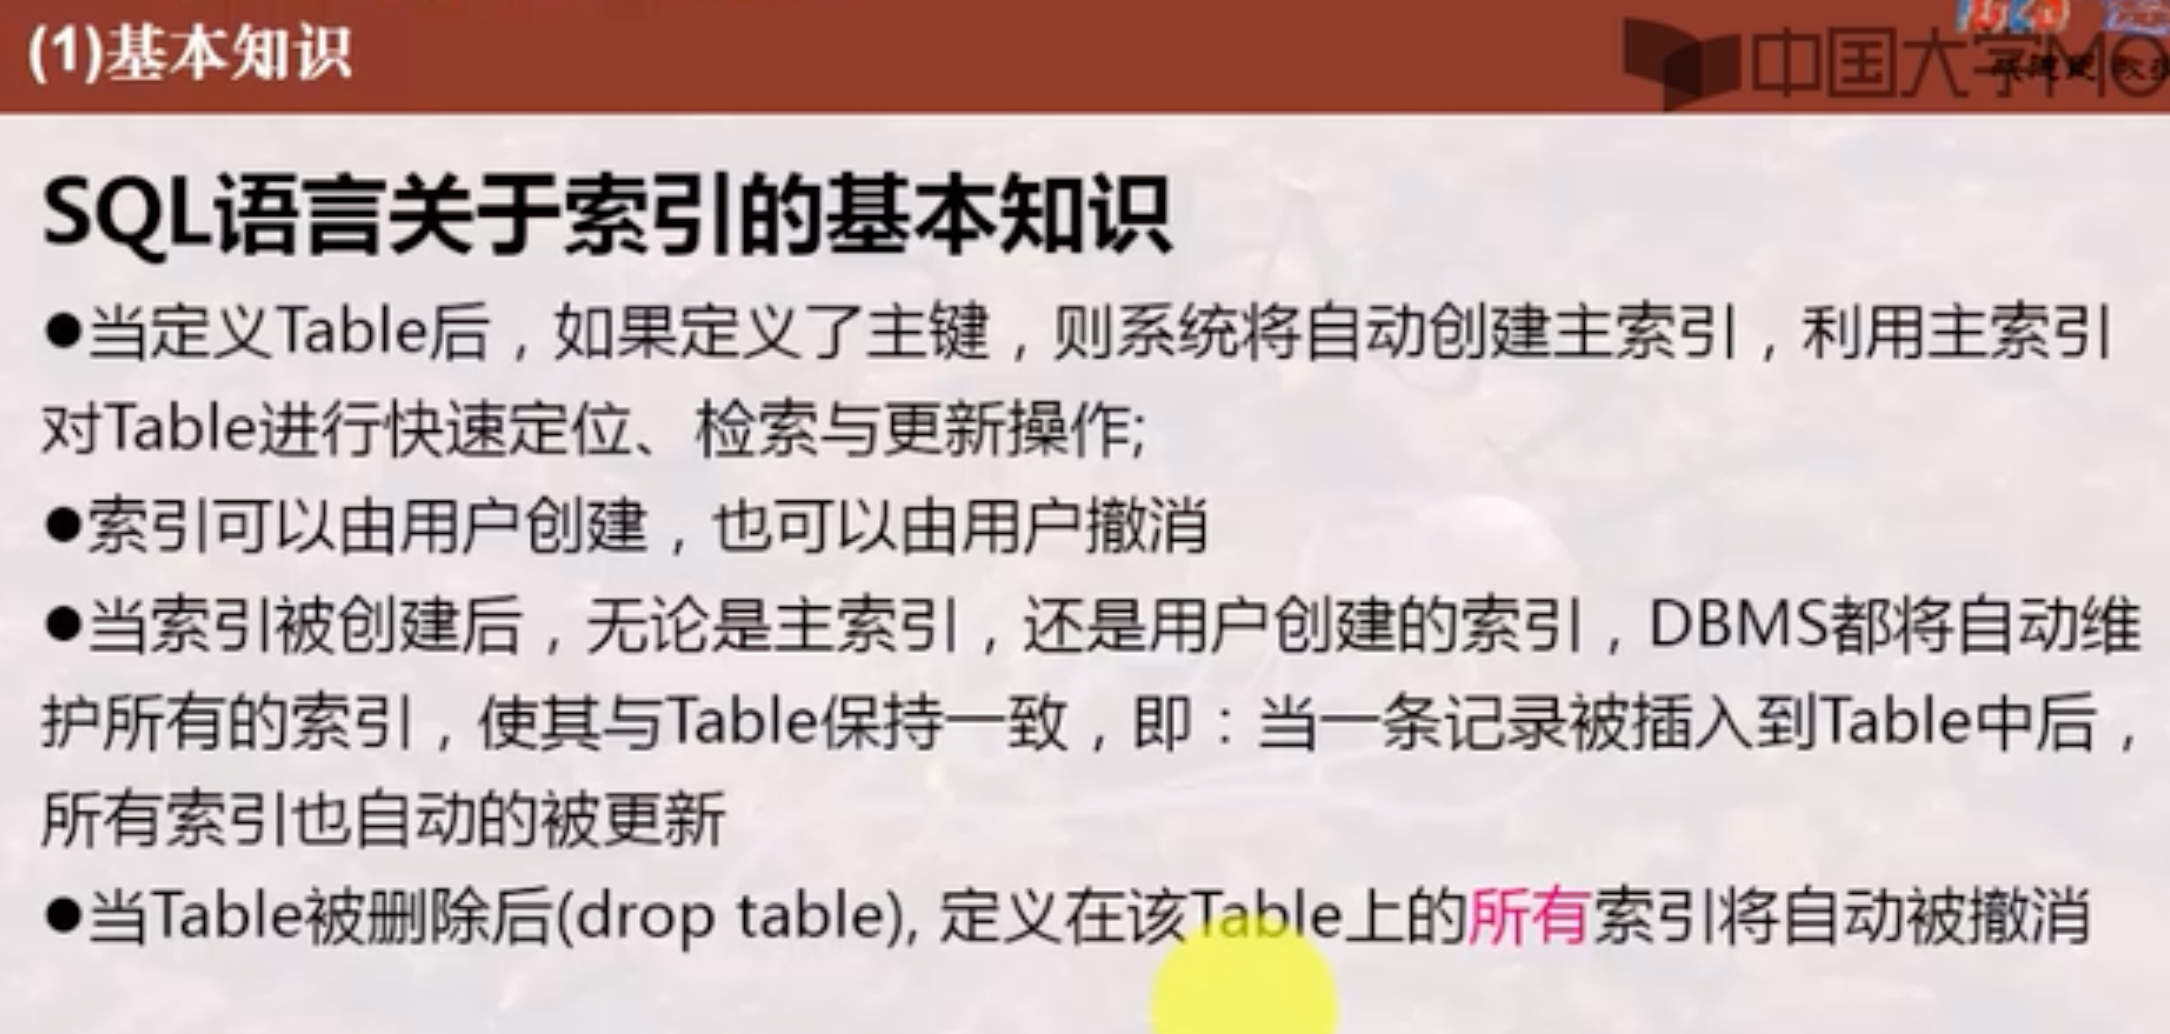 (1)基本知识
中国大学MO
SQL语言关于索引的基本知识
●当定义Table后，如果定义了主键，则系统将自动创建主索引，利用主索引
对Table进行快速定位、检索与更新操作;
●索引可以由用户创建，也可以由用户撤消
●当索引被创建后，无论是主索引，还是用户创建的索引，DBMS都将自动维
护所有的索引，使其与Table保持一致，即：当一条记录被插入到Table中后，
所有索引也自动的被更新
●当Table被删除后(drop table), 定义在该Table上的所有索引将自动被撤消